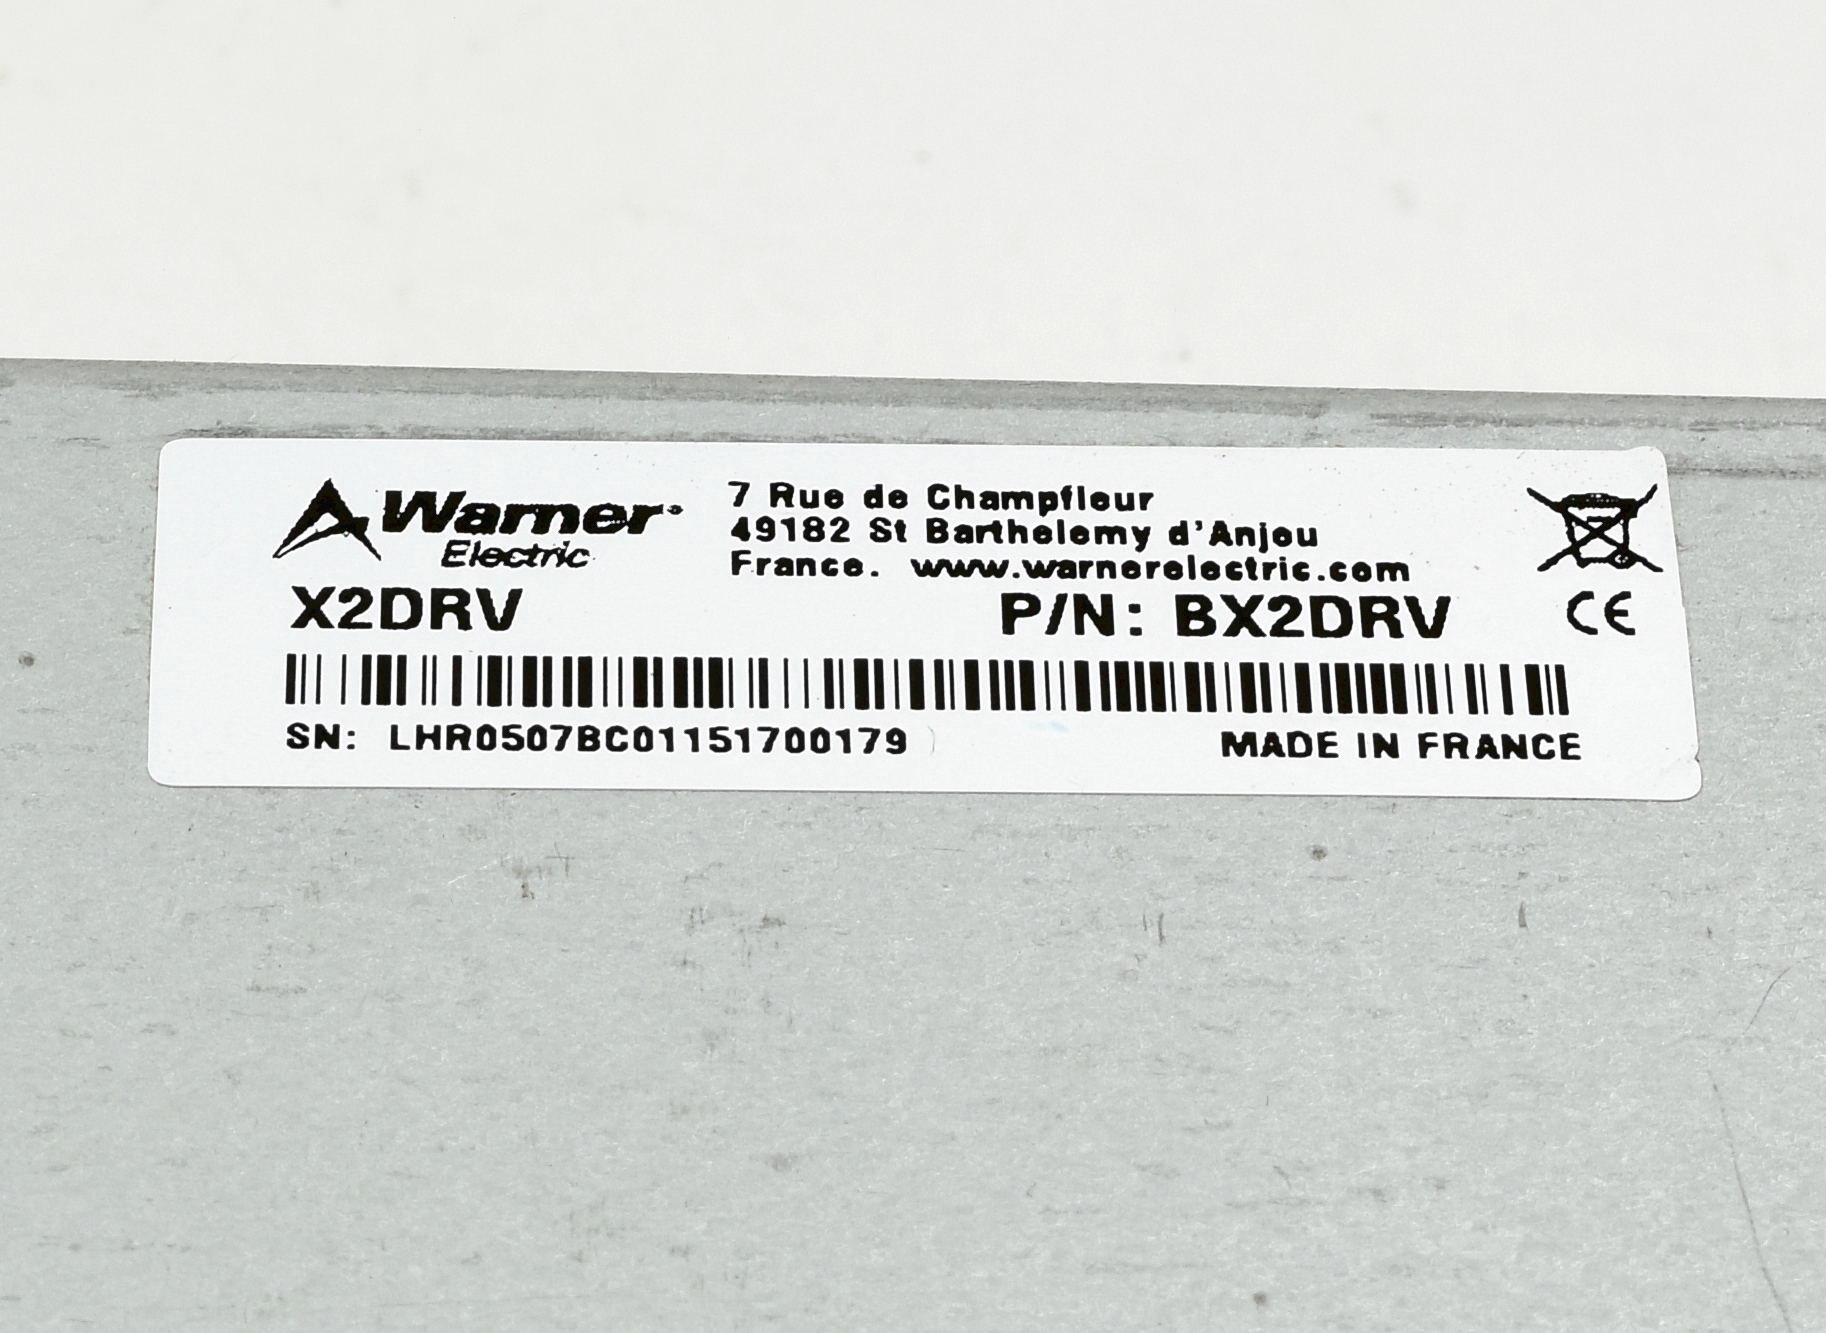 Warner
Electric
7 Rue de Champfleur
49182 St Barthelemy d'Anjou
France. www.warnerelectric.com
X2DRV P/N: BX2DRV CE
SN: LHR0507BC01151700179 MADE IN FRANCE